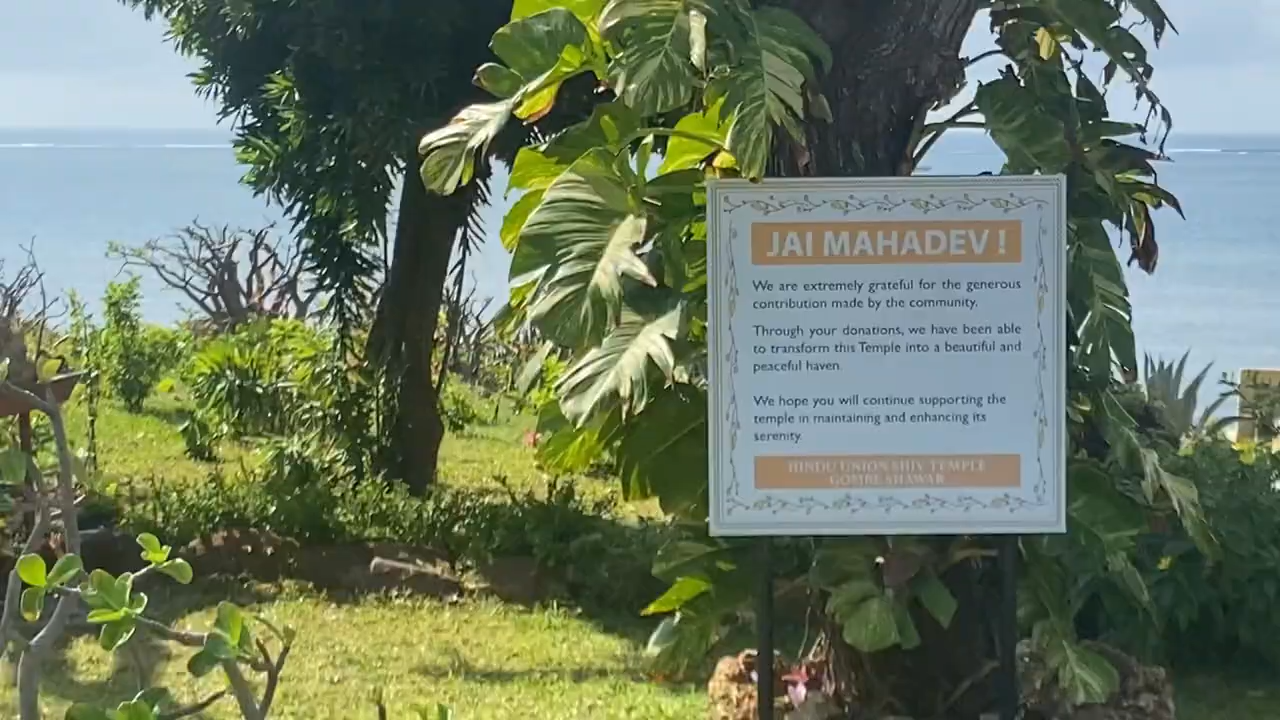 JAI MAHADEV !
We are extremely grateful for the generous
contribution made by the community.
Through your donations, we have been able
to transform this Temple into a beautiful and
peaceful haven.
We hope you will continue supporting the
temple in maintaining and enhancing its
serenity.
HINDU UNION SHIV TEMPLE